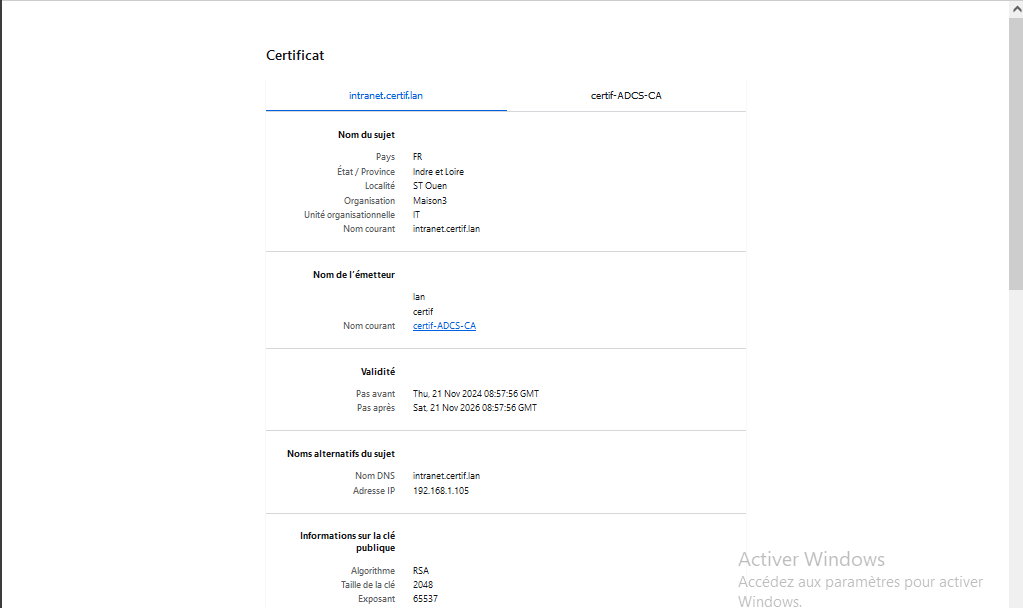 Certificat
intranet.certif.lan
certif-ADCS-CA
Nom du sujet
Pays FR
État / Province Indre et Loire
Localité ST Ouen
Organisation Maison3
Unité organisationnelle IT
Nom courant intranet.certif.lan
Nom de l'émetteur
lan
certif
Nom courant certif-ADCS-CA
Validité
Pas avant Thu, 21 Nov 2024 08:57:56 GMT
Pas après Sat, 21 Nov 2026 08:57:56 GMT
Noms alternatifs du sujet
Nom DNS intranet.certif.lan
Adresse IP 192.168.1.105
Informations sur la clé
publique
Algorithme RSA
Taille de la clé 2048
Exposant 65537
Activer Windows
Accédez aux paramètres pour activer
Windows.